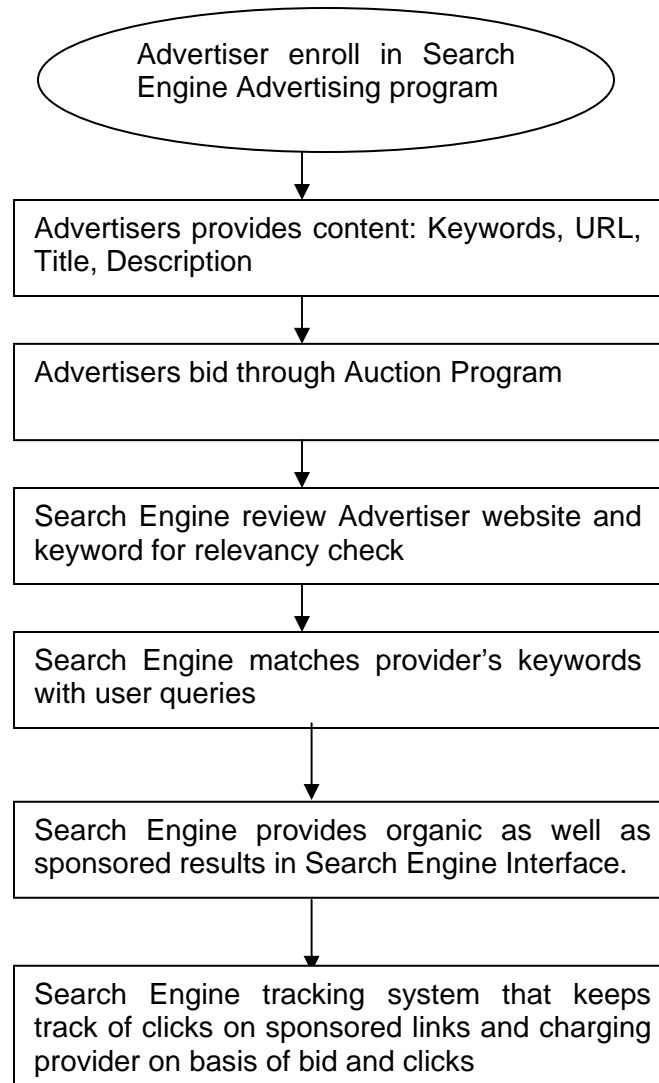 Advertiser enroll in Search
Engine Advertising program
Advertisers provides content: Keywords, URL,
Title, Description
Advertisers bid through Auction Program
Search Engine review Advertiser website and
keyword for relevancy check
Search Engine matches provider’s keywords
with user queries
Search Engine provides organic as well as
sponsored results in Search Engine Interface.
Search Engine tracking system that keeps
track of clicks on sponsored links and charging
provider on basis of bid and clicks